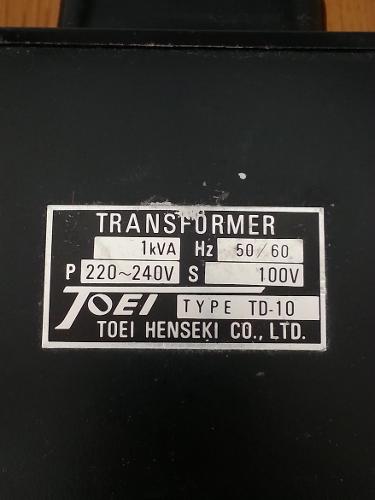 TRANSFORMER
1kVA Hz 50/60
P 220~240V S 100V
TOEI TYPE TD-10
TOEI HENSEKI CO., LTD.